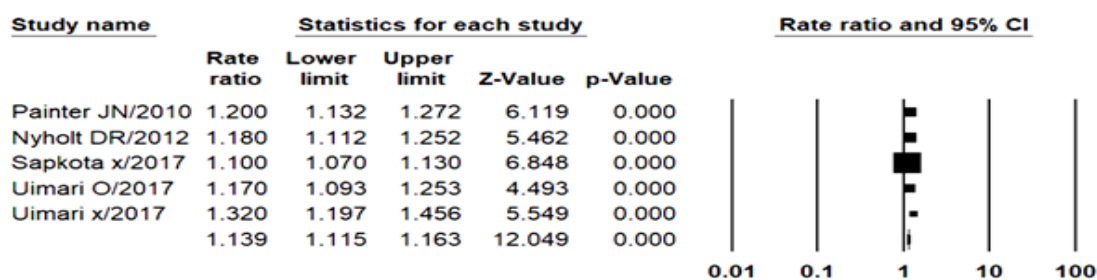 Study name Statistics for each study Rate ratio and 95% CI
Rate Lower Upper
ratio limit limit Z-Value p-Value
Painter JN/2010 1.200 1.132 1.272 6.119 0.000
Nyholt DR/2012 1.180 1.112 1.252 5.462 0.000
Sapkota x/2017 1.100 1.070 1.130 6.848 0.000
Uimari O/2017 1.170 1.093 1.253 4.493 0.000
Uimari x/2017 1.320 1.197 1.456 5.549 0.000
1.139 1.115 1.163 12.049 0.000
0.01 0.1 1 10 100